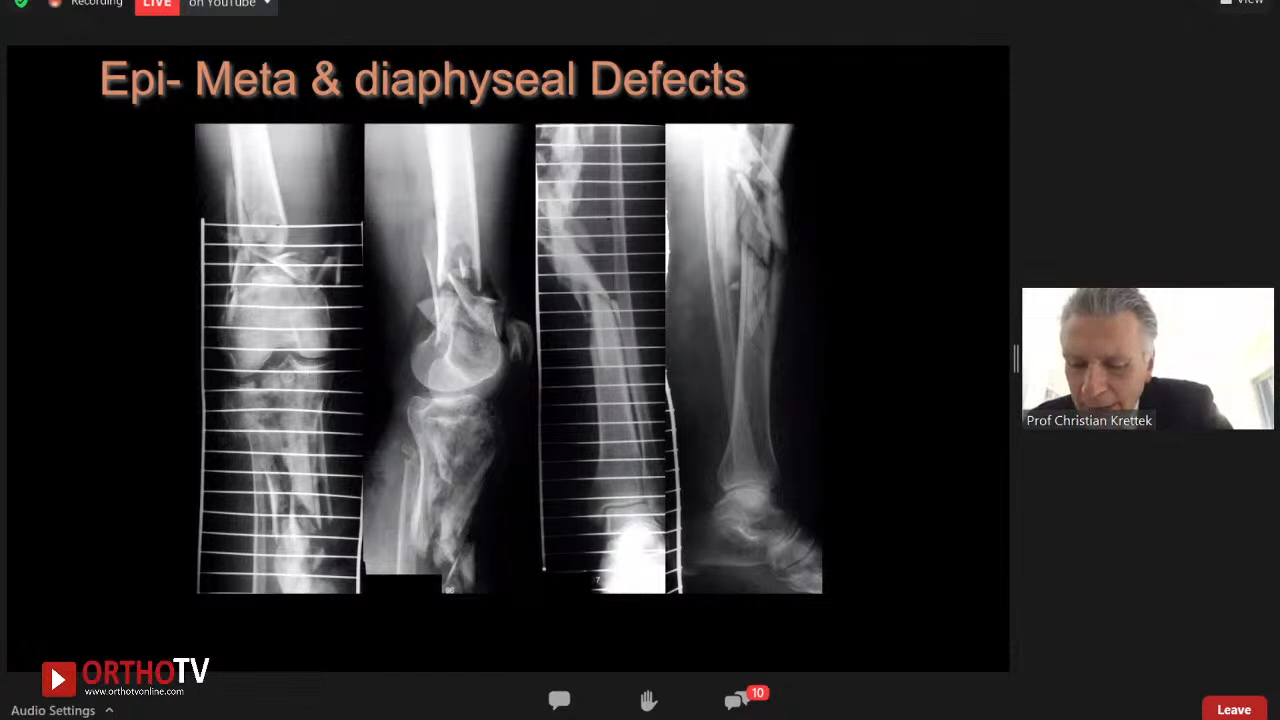 Recording
LIVE
on YouTube
View
Epi- Meta & diaphyseal Defects
Prof Christian Krettek
ORTHOTV
www.orthotvonline.com
10
Audio Settings
Leave